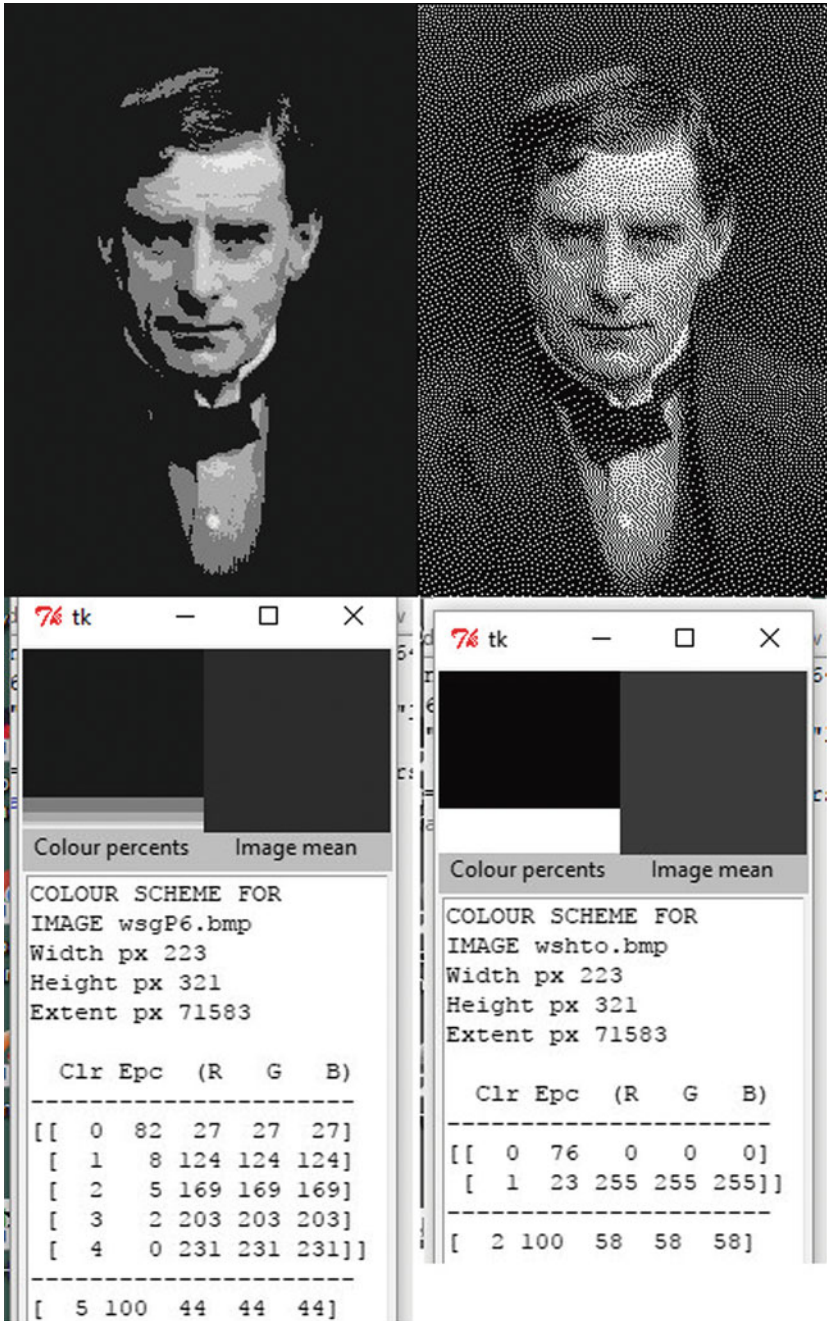 tk
Colour percents Image mean
COLOUR SCHEME FOR
IMAGE wsgP6.bmp
Width px 223
Height px 321
Extent px 71583
Clr Epc (R G B)
------------------------
[[ 0 82 27 27 27]
[ 1 8 124 124 124]
[ 2 5 169 169 169]
[ 3 2 203 203 203]
[ 4 0 231 231 231]]
------------------------
[ 5 100 44 44 44]
tk
Colour percents Image mean
COLOUR SCHEME FOR
IMAGE wshto.bmp
Width px 223
Height px 321
Extent px 71583
Clr Epc (R G B)
------------------------
[[ 0 76 0 0 0]
[ 1 23 255 255 255]]
------------------------
[ 2 100 58 58 58]